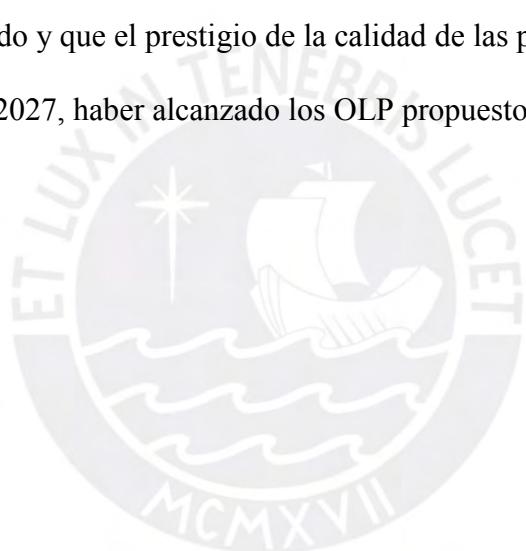 do y que el prestigio de la calidad de las p
2027, haber alcanzado los OLP propuesto
ET LUX IN TENEBRIS LUCET
MCMXVII